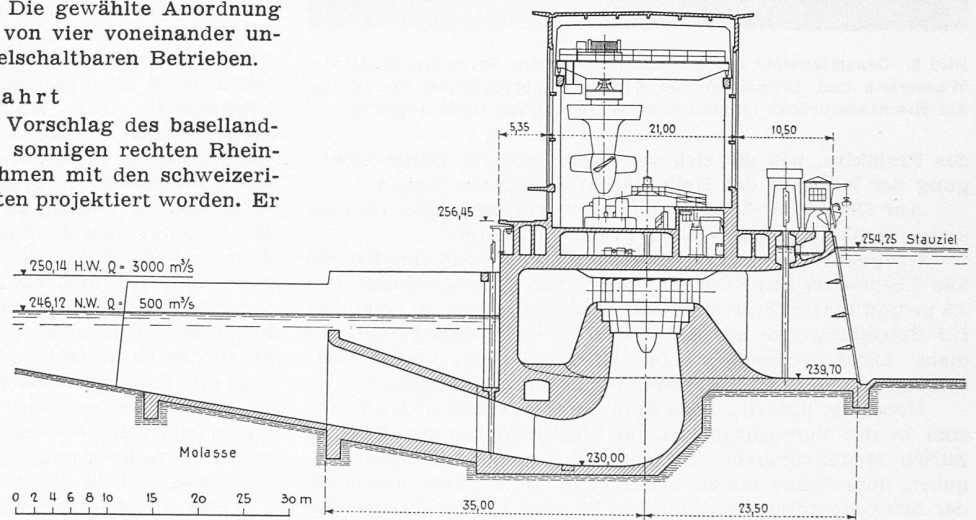 Die gewählte Anordnung
von vier voneinander un-
elschaltbaren Betrieben.
ahrt
Vorschlag des baselland-
sonnigen rechten Rhein-
hmen mit den schweizeri-
ten projektiert worden. Er
5,35
21,00
10,50
256,45
254,25 Stauziel
250,14 H.W. Q = 3000 m³/s
246,12 N.W. Q = 500 m³/s
239,70
Molasse
230,00
0 2 4 6 8 10 15 20 25 30 m
35,00
23,50